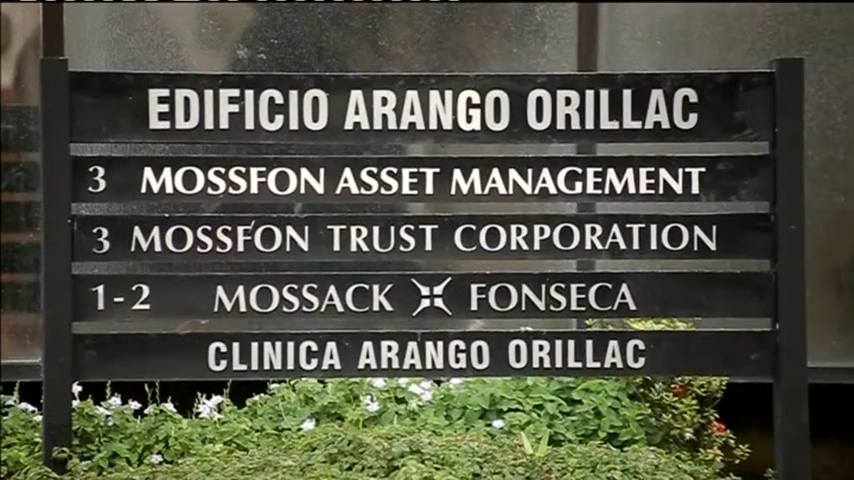 EDIFICIO ARANGO ORILLAC
3 MOSSFON ASSET MANAGEMENT
3 MOSSFON TRUST CORPORATION
1-2 MOSSACK FONSECA
CLINICA ARANGO ORILLAC